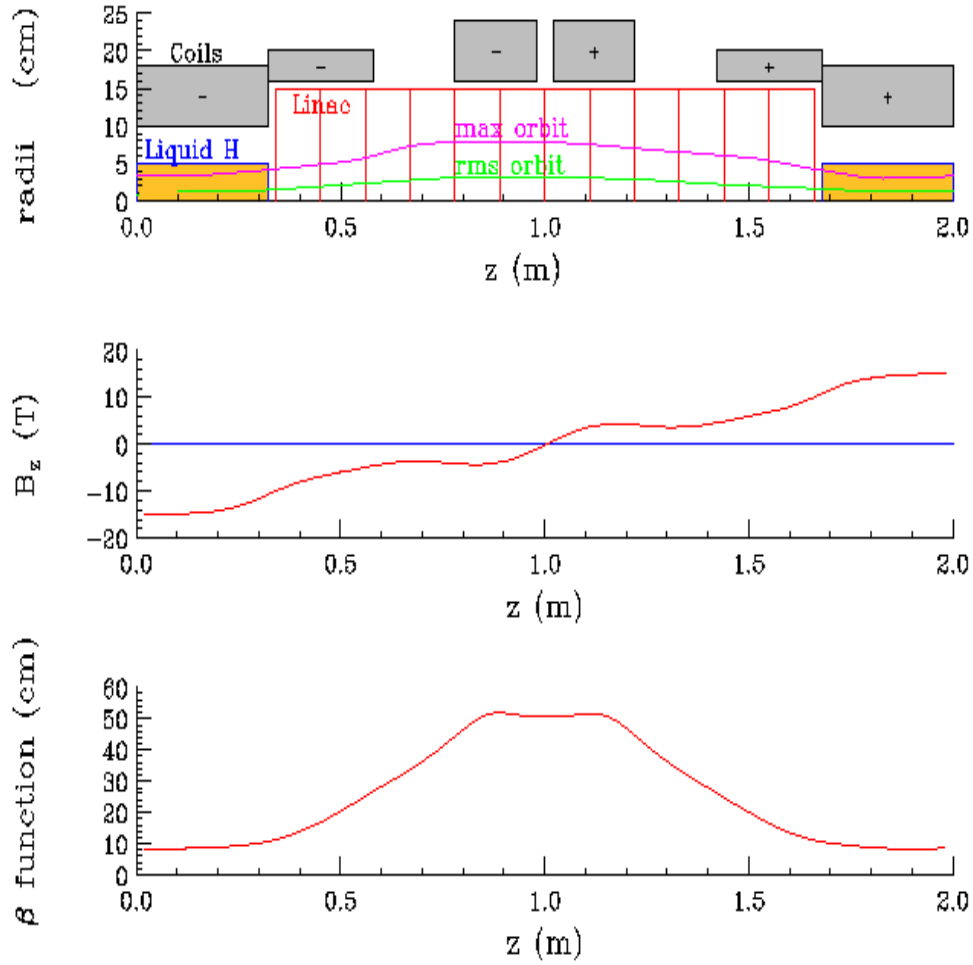 radii (cm)
25
20
15
10
5
0
Coils
Linac
Liquid H
max orbit
rms orbit
-
-
-
+
+
+
0.0 0.5 1.0 1.5 2.0
z (m)
B_z (T)
20
10
0
-10
-20
0.0 0.5 1.0 1.5 2.0
z (m)
β function (cm)
60
50
40
30
20
10
0
0.0 0.5 1.0 1.5 2.0
z (m)